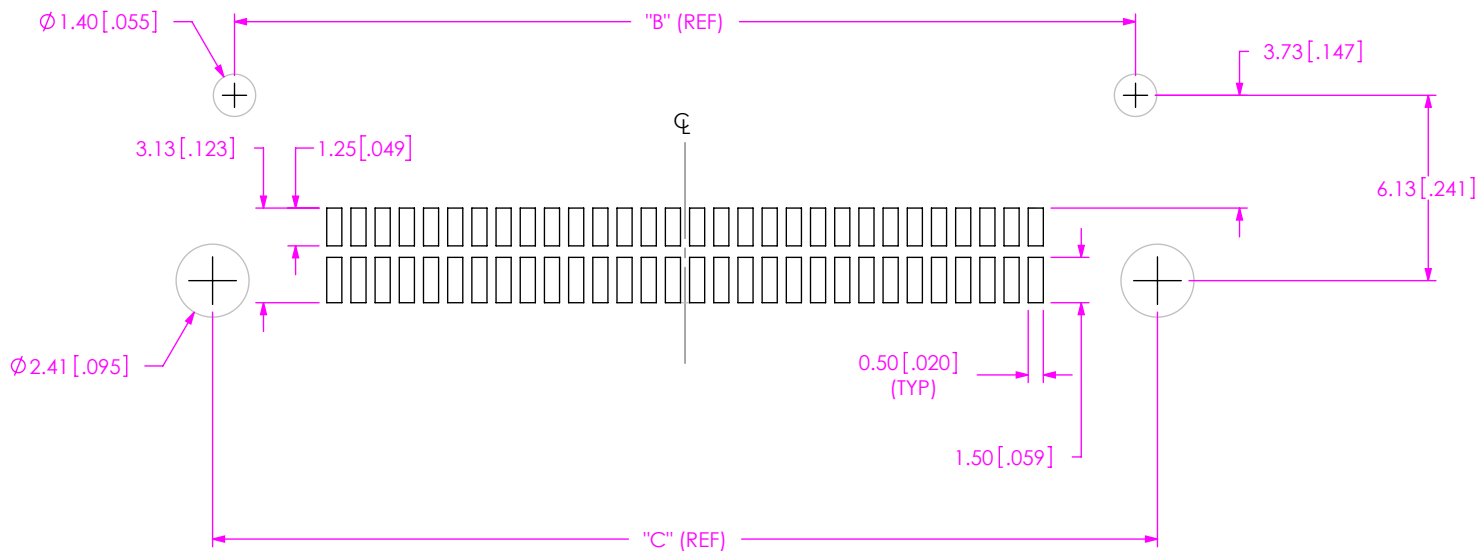 Ø1.40[.055]
"B" (REF)
3.73[.147]
℄
3.13[.123]
1.25[.049]
6.13[.241]
Ø2.41[.095]
0.50[.020]
(TYP)
1.50[.059]
"C" (REF)